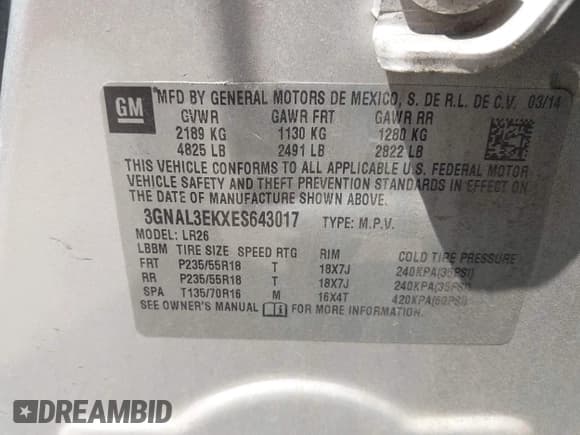 GM
MFD BY GENERAL MOTORS DE MEXICO, S. DE R.L. DE C.V. 03/14
GVWR GAWR FRT GAWR RR
2189 KG 1130 KG 1280 KG
4825 LB 2491 LB 2822 LB
THIS VEHICLE CONFORMS TO ALL APPLICABLE U.S. FEDERAL MOTOR
VEHICLE SAFETY AND THEFT PREVENTION STANDARDS IN EFFECT ON
THE DATE OF MANUFACTURE SHOWN ABOVE.
3GNAL3EKXES643017 TYPE: M.P.V.
MODEL: LR26
LBBM TIRE SIZE SPEED RTG RIM COLD TIRE PRESSURE
FRT P235/55R18 T 18X7J 240KPA(35PSI)
RR P235/55R18 T 18X7J 240KPA(35PSI)
SPA T135/70R16 M 16X4T 420KPA(60PSI)
SEE OWNER'S MANUAL FOR MORE INFORMATION.
DREAMBID